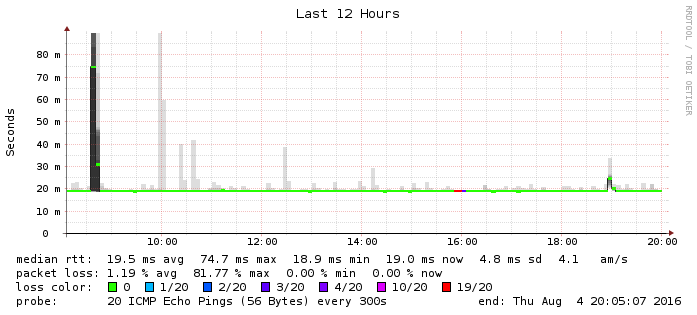 Last 12 Hours
RRDTOOL / TOBI OETIKER
Seconds
80 m
70 m
60 m
50 m
40 m
30 m
20 m
10 m
0
10:00 12:00 14:00 16:00 18:00 20:00
median rtt: 19.5 ms avg 74.7 ms max 18.9 ms min 19.0 ms now 4.8 ms sd 4.1 am/s
packet loss: 1.19 % avg 81.77 % max 0.00 % min 0.00 % now
loss color: 0 1/20 2/20 3/20 4/20 10/20 19/20
probe: 20 ICMP Echo Pings (56 Bytes) every 300s end: Thu Aug 4 20:05:07 2016